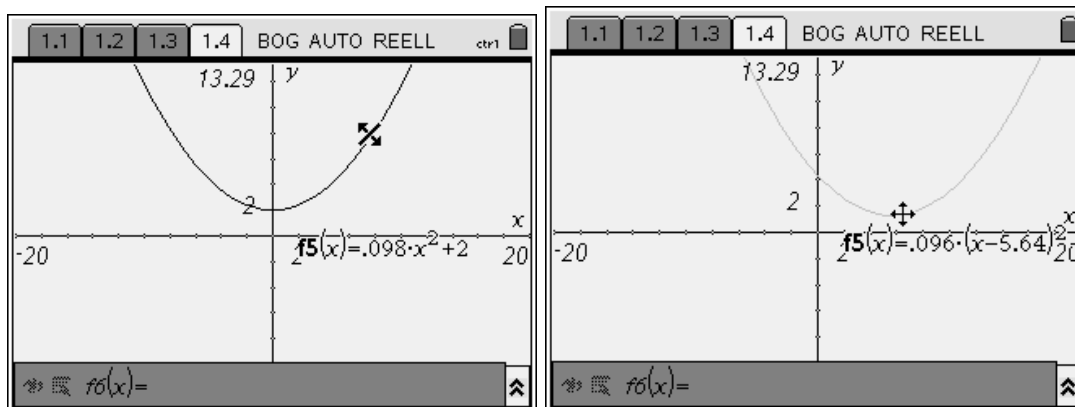 1.1 1.2 1.3 1.4 BOG AUTO REELL ctrl
13.29 y
2
x
f5(x)=.098·x²+2
-20 2 20
f6(x)=
1.1 1.2 1.3 1.4 BOG AUTO REELL
13.29 y
2
x
f5(x)=.096·(x-5.64)²
-20 2 20
f6(x)=